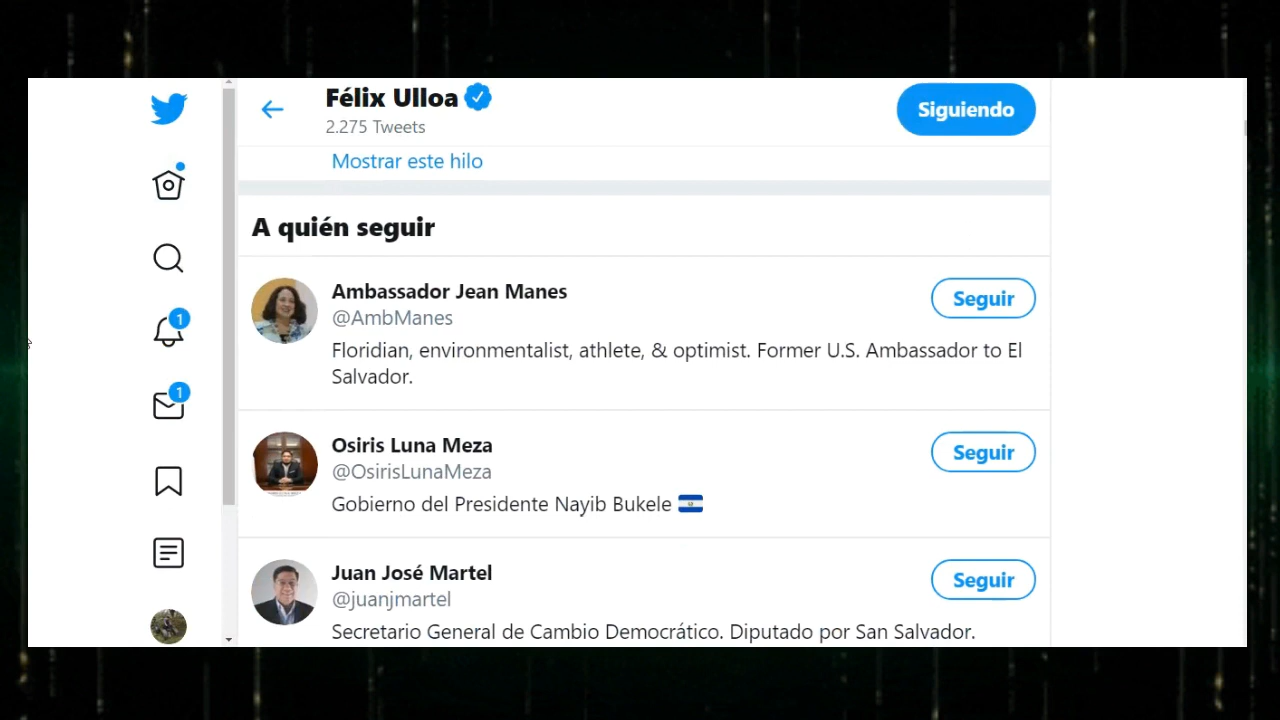 Félix Ulloa
Siguiendo
2.275 Tweets
Mostrar este hilo
A quién seguir
Ambassador Jean Manes
Seguir
@AmbManes
Floridian, environmentalist, athlete, & optimist. Former U.S. Ambassador to El
Salvador.
Osiris Luna Meza
Seguir
@OsirisLunaMeza
Gobierno del Presidente Nayib Bukele
Juan José Martel
Seguir
@juanjmartel
Secretario General de Cambio Democrático. Diputado por San Salvador.
1
1